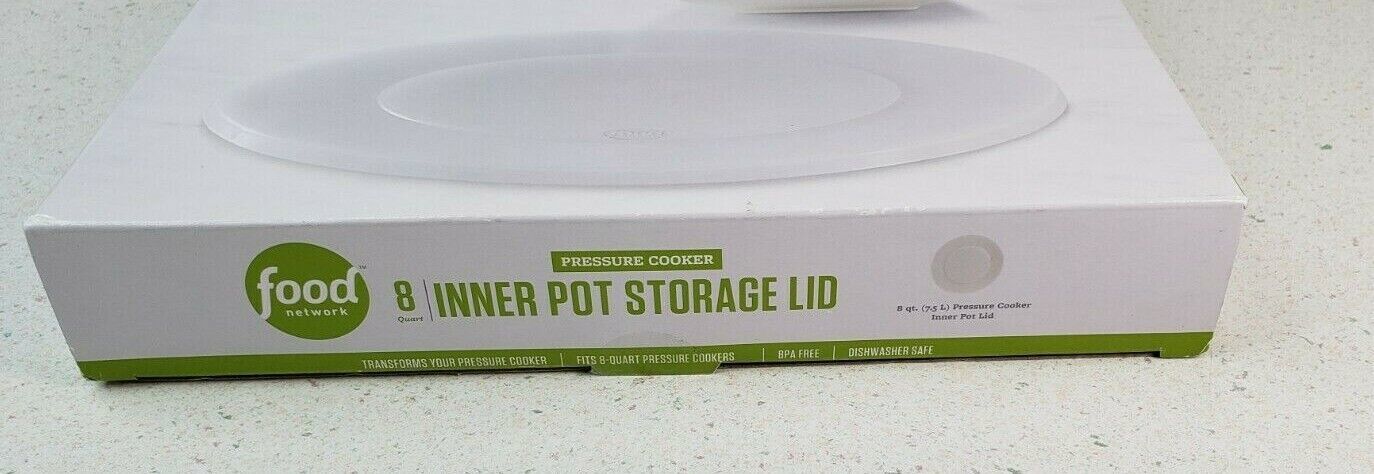 PRESSURE COOKER
food™
network
8
Quart
INNER POT STORAGE LID
8 qt. (7.5 L) Pressure Cooker
Inner Pot Lid
TRANSFORMS YOUR PRESSURE COOKER | FITS 8-QUART PRESSURE COOKERS | BPA FREE | DISHWASHER SAFE